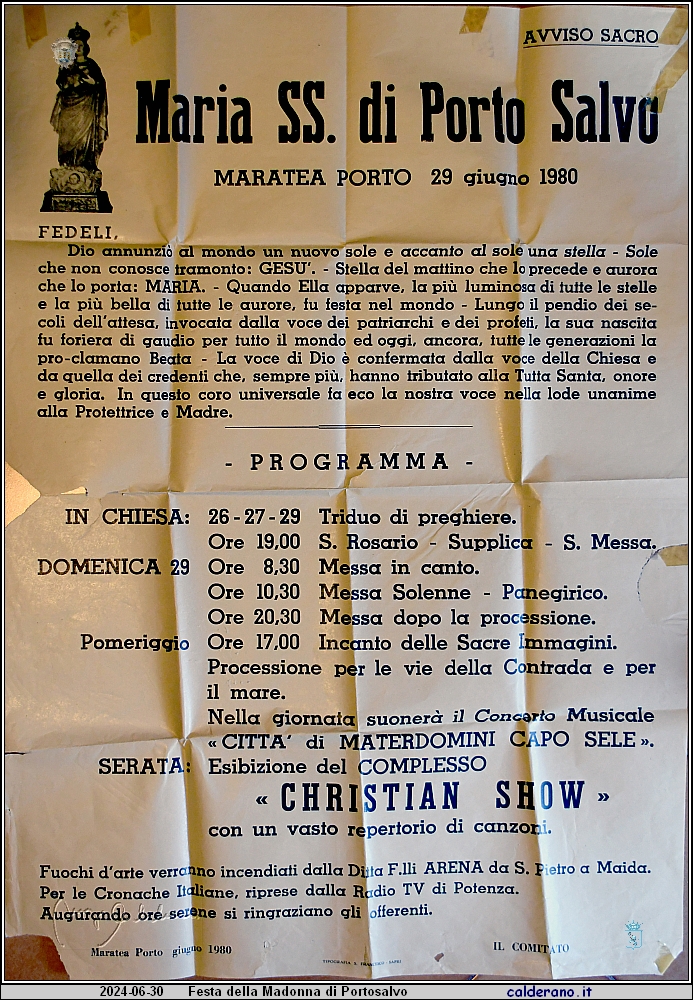 AVVISO SACRO
Maria SS. di Porto Salvo
MARATEA PORTO 29 giugno 1980
FEDELI,
Dio annunziò al mondo un nuovo sole e accanto al sole una stella - Sole
che non conosce tramonto: GESU'. - Stella del mattino che lo precede e aurora
che lo porta: MARIA. - Quando Ella apparve, la più luminosa di tutte le stelle
e la più bella di tutte le aurore, fu festa nel mondo - Lungo il pendio dei se-
coli dell'attesa, invocata dalla voce dei patriarchi e dei profeti, la sua nascita
fu foriera di gaudio per tutto il mondo ed oggi, ancora, tutte le generazioni la
pro-clamano Beata - La voce di Dio è confermata dalla voce della Chiesa e
da quella dei credenti che, sempre più, hanno tributato alla Tutta Santa, onore
e gloria. In questo coro universale fa eco la nostra voce nella lode unanime
alla Protettrice e Madre.
- PROGRAMMA -
IN CHIESA: 26 - 27 - 29 Triduo di preghiere.
Ore 19,00 S. Rosario - Supplica - S. Messa.
DOMENICA 29 Ore 8,30 Messa in canto.
Ore 10,30 Messa Solenne - Panegirico.
Ore 20,30 Messa dopo la processione.
Pomeriggio Ore 17,00 Incanto delle Sacre Immagini.
Processione per le vie della Contrada e per
il mare.
Nella giornata suonerà il Concerto Musicale
« CITTA' di MATERDOMINI CAPO SELE ».
SERATA: Esibizione del COMPLESSO
« CHRISTIAN SHOW »
con un vasto repertorio di canzoni.
Fuochi d'arte verranno incendiati dalla Ditta F.lli ARENA da S. Pietro a Maida.
Per le Cronache Italiane, riprese dalla Radio TV di Potenza.
Augurando ore serene si ringraziano gli offerenti.
Maratea Porto giugno 1980
IL COMITATO
2024-06-30 Festa della Madonna di Portosalvo calderano.it